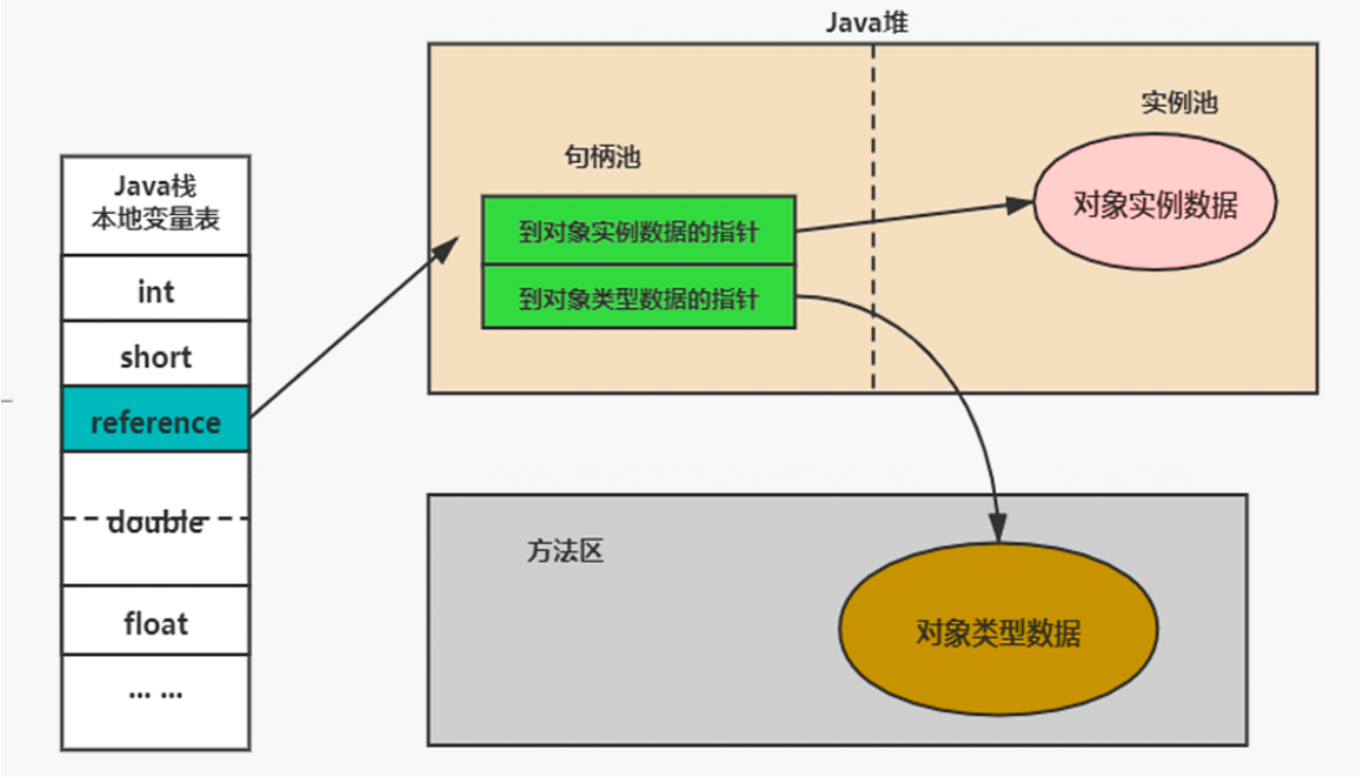 Java堆
实例池
句柄池
Java栈
本地变量表
对象实例数据
到对象实例数据的指针
int
到对象类型数据的指针
short
reference
double
方法区
float
对象类型数据
... ...